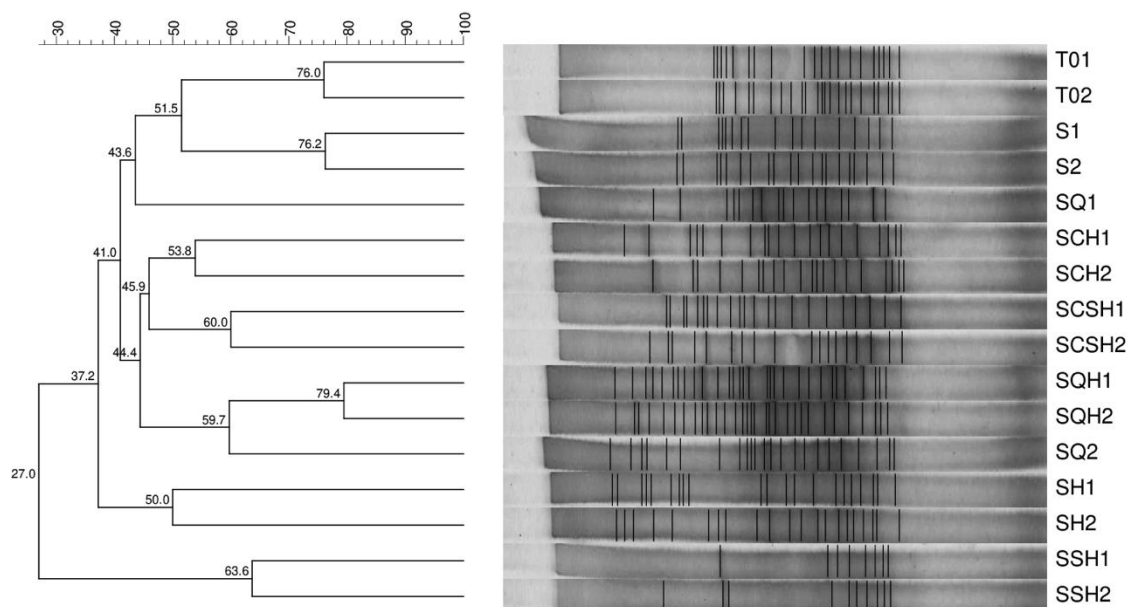 30 40 50 60 70 80 90 100
76.0 T01
51.5 T02
76.2 S1
43.6 S2
SQ1
41.0 53.8 SCH1
45.9 SCH2
60.0 SCSH1
44.4 SCSH2
37.2 79.4 SQH1
59.7 SQH2
27.0 SQ2
50.0 SH1
SH2
63.6 SSH1
SSH2